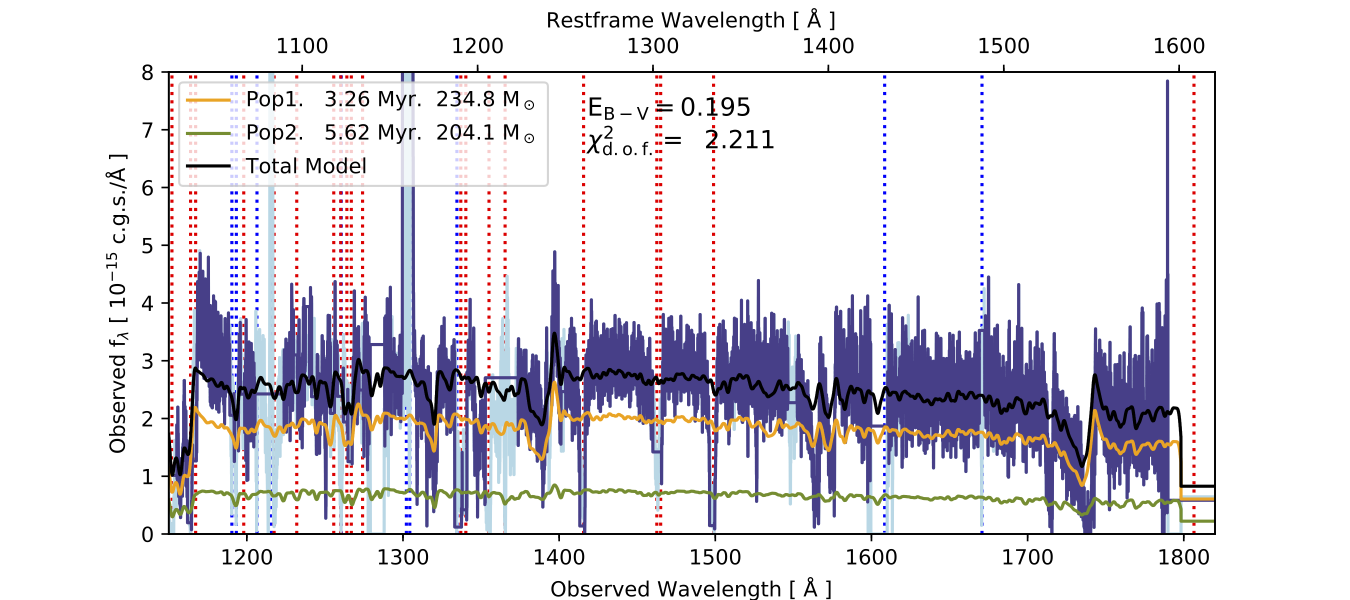 Restframe Wavelength [ Å ]
1100 1200 1300 1400 1500 1600
8
7
6
5
4
3
2
1
0
Observed f_λ [ 10^−15 c.g.s./Å ]
Pop1. 3.26 Myr. 234.8 M_⊙
Pop2. 5.62 Myr. 204.1 M_⊙
Total Model
E_B−V = 0.195
χ²_d.o.f. = 2.211
1200 1300 1400 1500 1600 1700 1800
Observed Wavelength [ Å ]